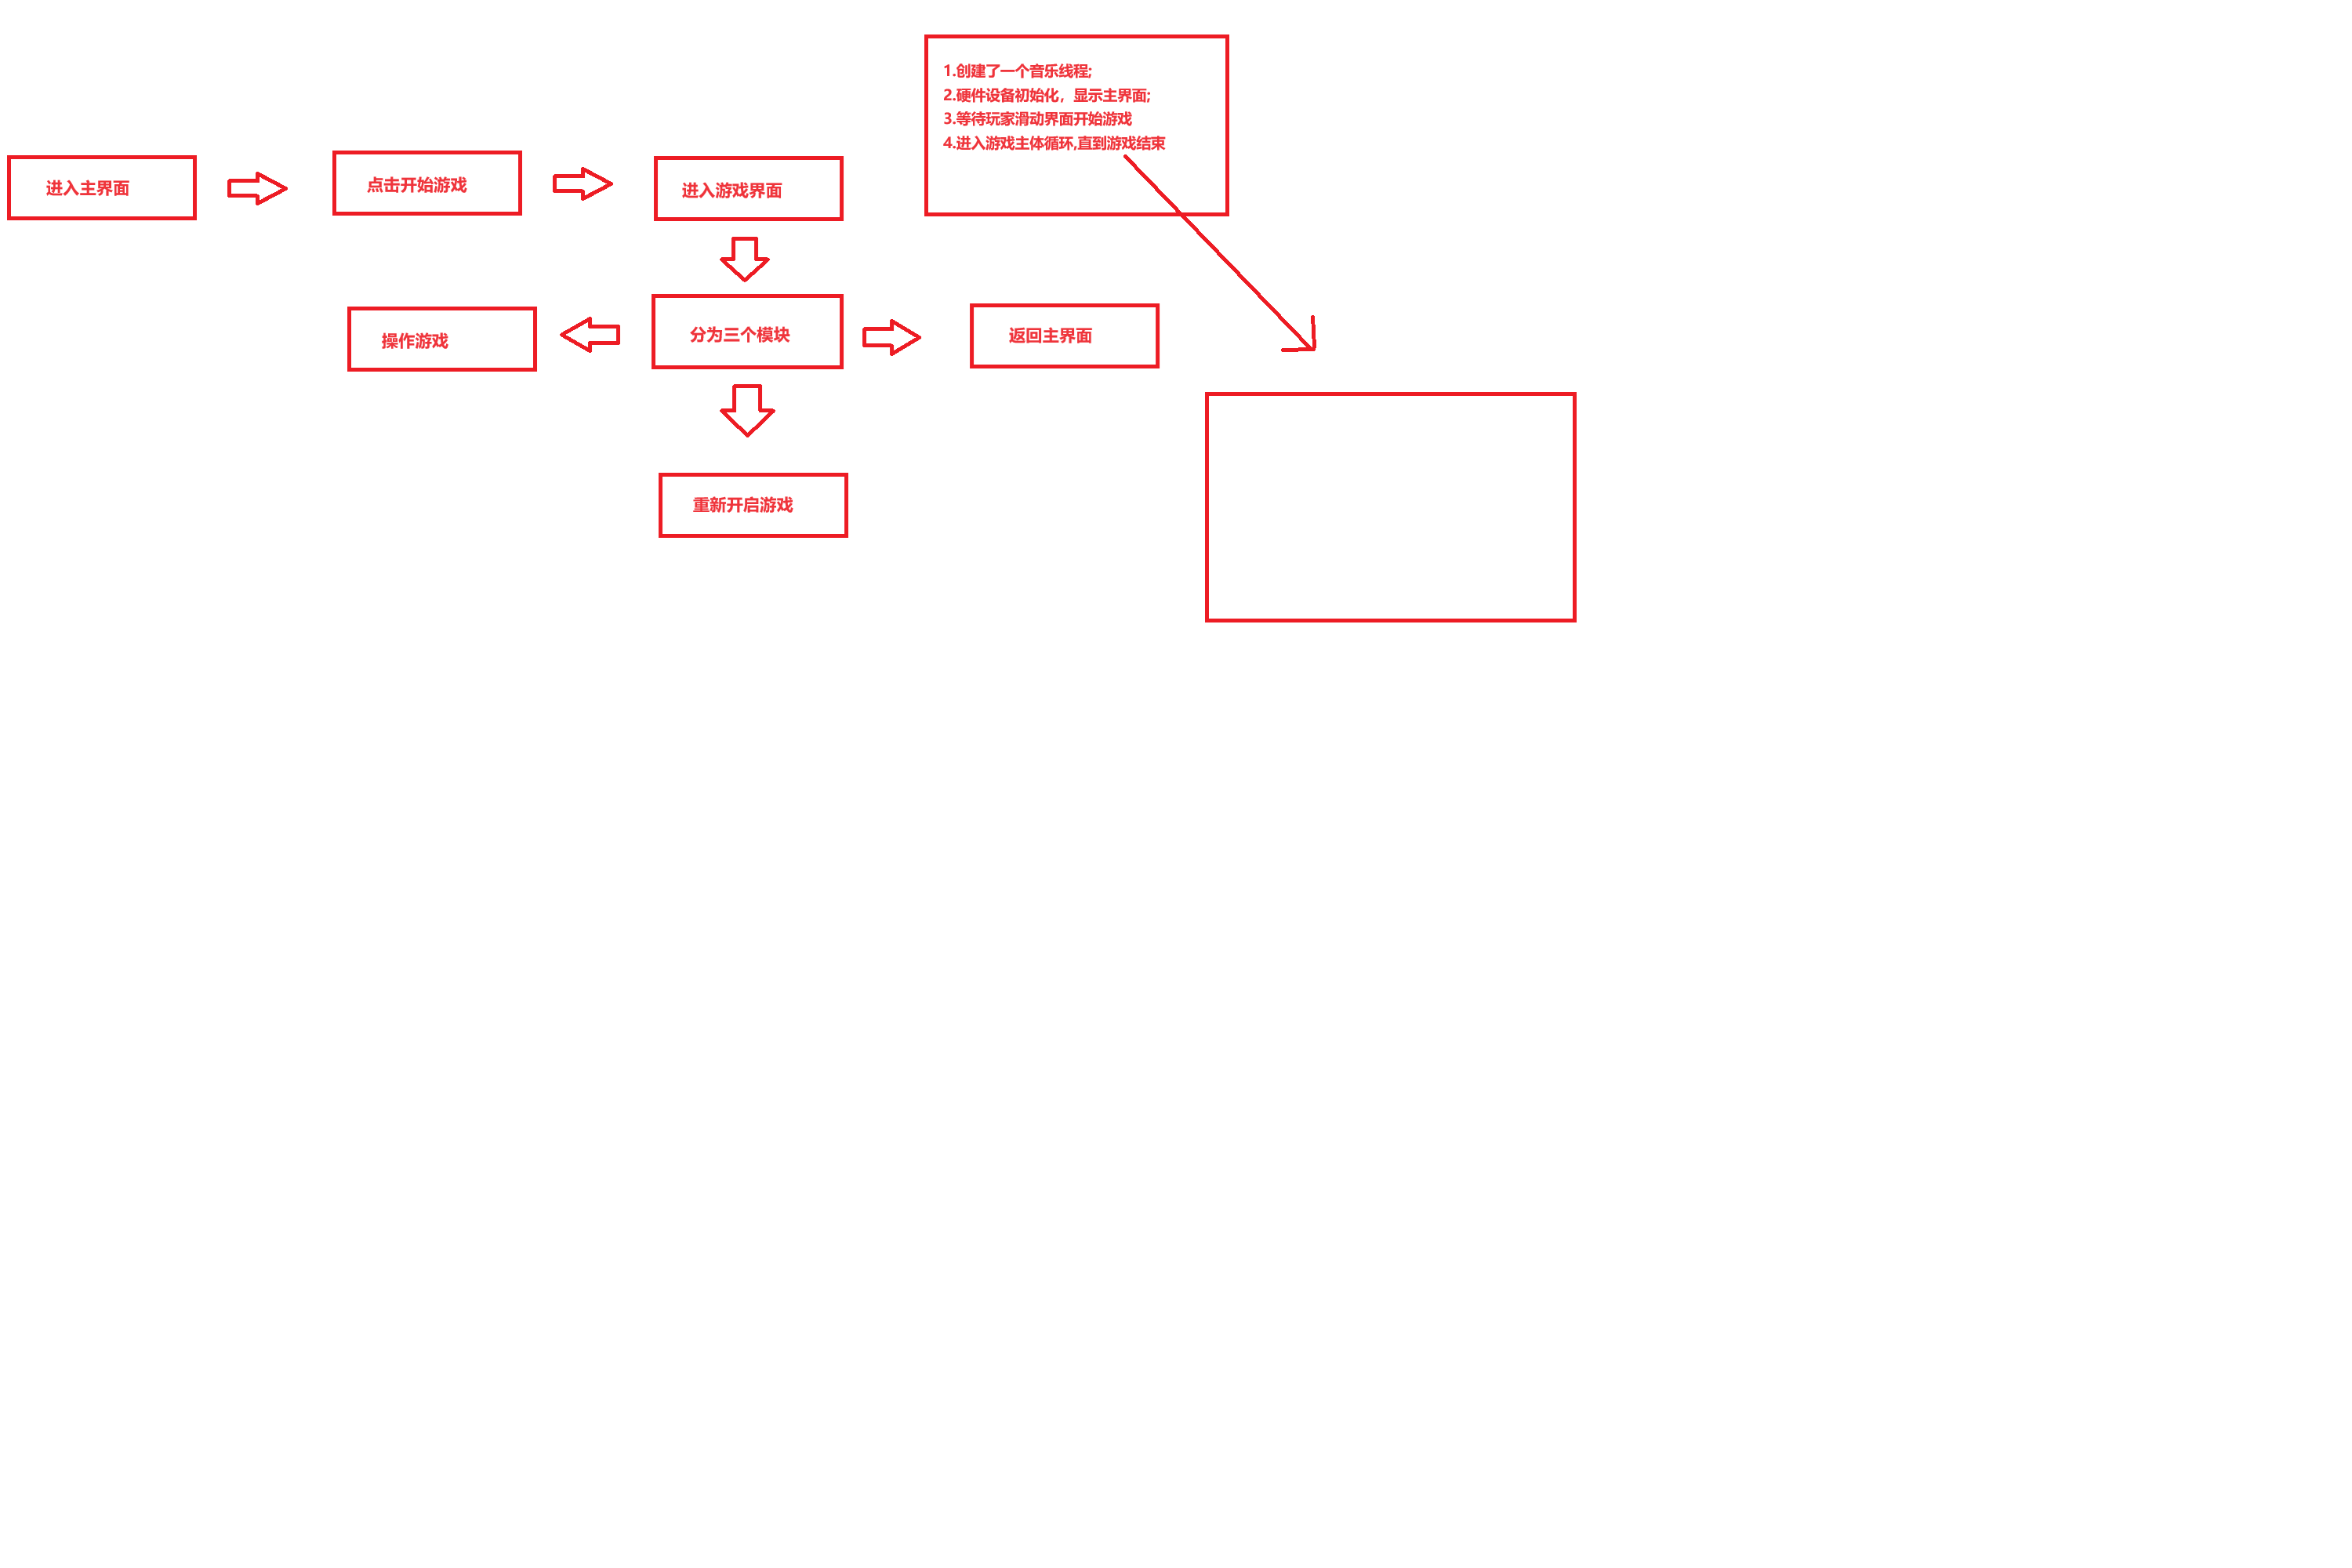 1.创建了一个音乐线程;
2.硬件设备初始化，显示主界面;
3.等待玩家滑动界面开始游戏
4.进入游戏主体循环,直到游戏结束
进入主界面
点击开始游戏
进入游戏界面
操作游戏
分为三个模块
返回主界面
重新开启游戏